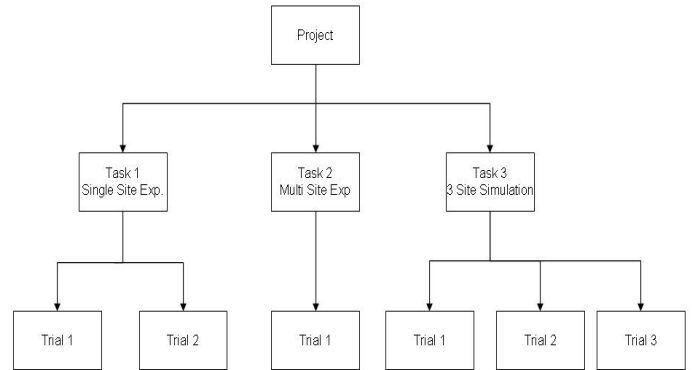 Project
Task 1
Single Site Exp.
Task 2
Multi Site Exp
Task 3
3 Site Simulation
Trial 1
Trial 2
Trial 1
Trial 1
Trial 2
Trial 3